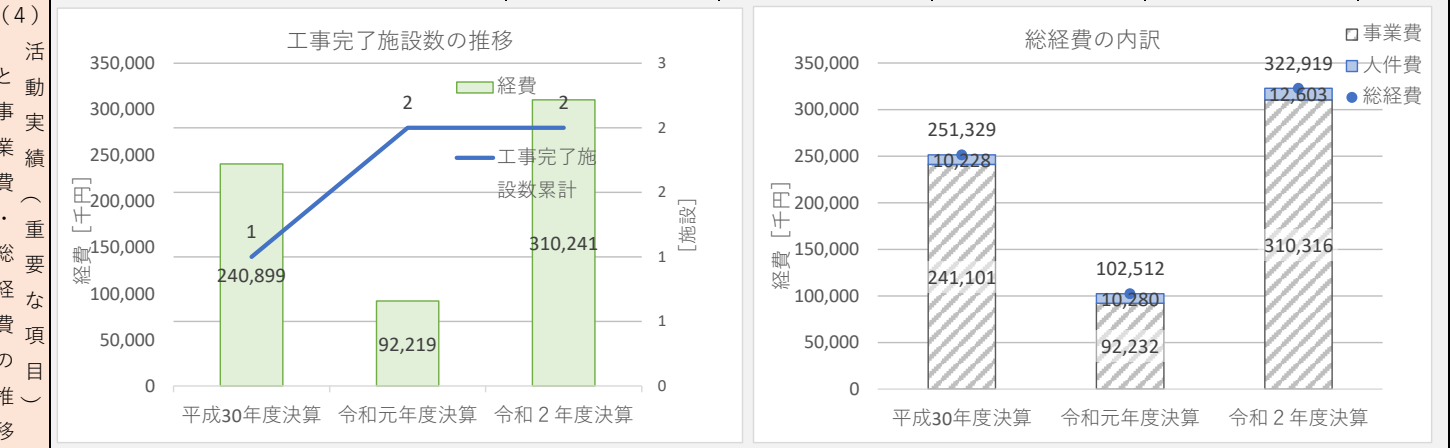 (4)
活動実績（重要な項目）
と事業費・総経費の推移
工事完了施設数の推移
経費
工事完了施
設数累計
350,000
300,000
250,000
200,000
150,000
100,000
50,000
0
経費［千円］
3
2
2
1
1
0
［施設］
1
2
2
240,899
92,219
310,241
平成30年度決算 令和元年度決算 令和２年度決算
総経費の内訳
事業費
人件費
総経費
350,000
300,000
250,000
200,000
150,000
100,000
50,000
0
経費［千円］
251,329
10,228
241,101
102,512
10,280
92,232
322,919
12,603
310,316
平成30年度決算 令和元年度決算 令和２年度決算